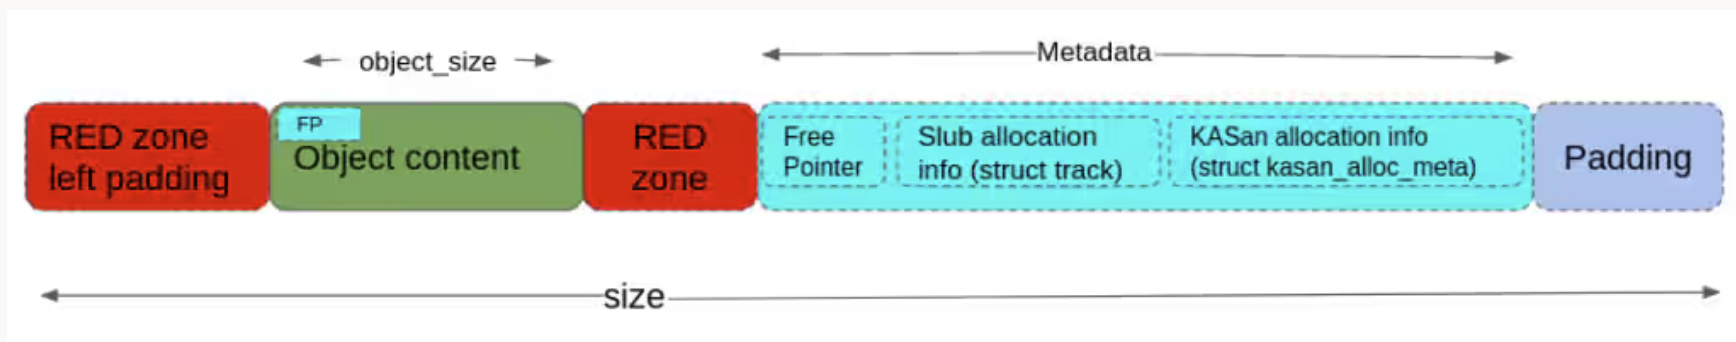 object_size
Metadata
RED zone
left padding
FP
Object content
RED
zone
Free
Pointer
Slub allocation
info (struct track)
KASan allocation info
(struct kasan_alloc_meta)
Padding
size